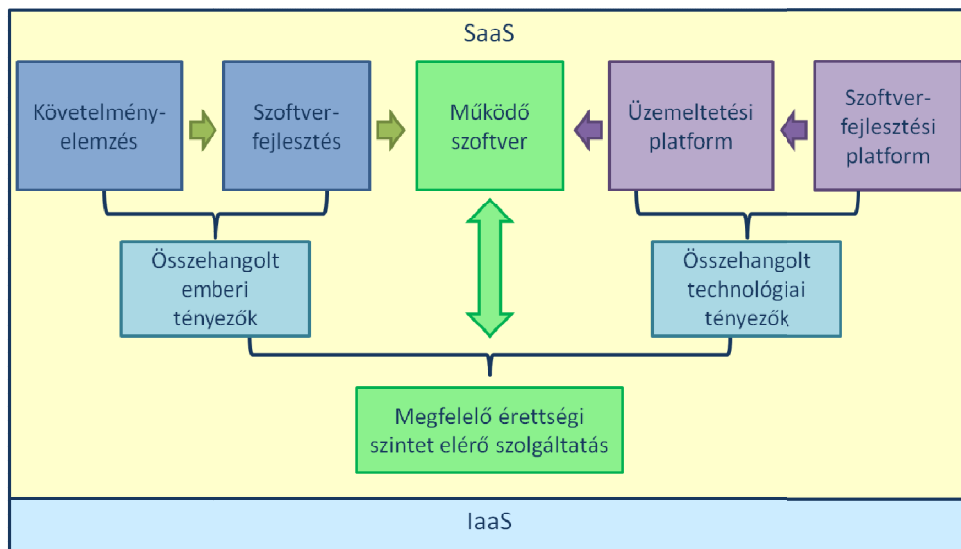 SaaS
Követelmény-
elemzés
Szoftver-
fejlesztés
Működő
szoftver
Üzemeltetési
platform
Szoftver-
fejlesztési
platform
Összehangolt
emberi
tényezők
Összehangolt
technológiai
tényezők
Megfelelő érettségi
szintet elérő szolgáltatás
IaaS